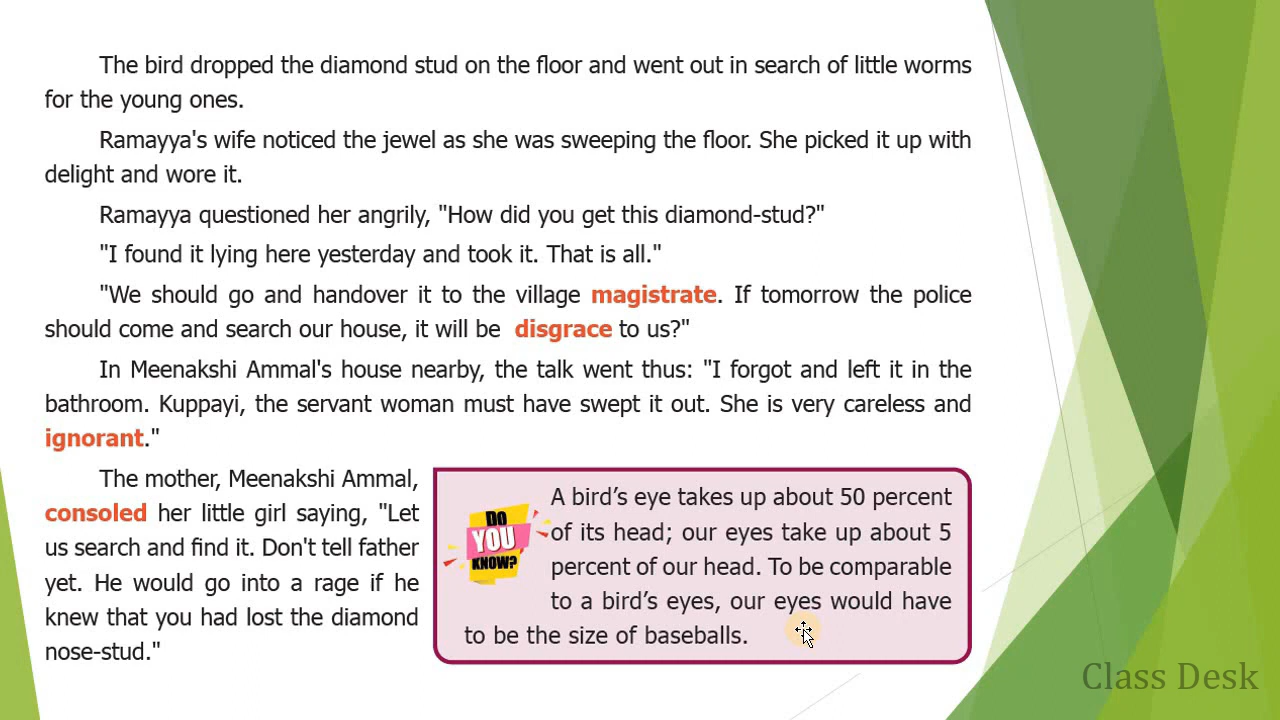 The bird dropped the diamond stud on the floor and went out in search of little worms
for the young ones.
Ramayya's wife noticed the jewel as she was sweeping the floor. She picked it up with
delight and wore it.
Ramayya questioned her angrily, "How did you get this diamond-stud?"
"I found it lying here yesterday and took it. That is all."
"We should go and handover it to the village magistrate. If tomorrow the police
should come and search our house, it will be disgrace to us?"
In Meenakshi Ammal's house nearby, the talk went thus: "I forgot and left it in the
bathroom. Kuppayi, the servant woman must have swept it out. She is very careless and
ignorant."
The mother, Meenakshi Ammal,
consoled her little girl saying, "Let
us search and find it. Don't tell father
yet. He would go into a rage if he
knew that you had lost the diamond
nose-stud."
DO
YOU
KNOW?
A bird’s eye takes up about 50 percent
of its head; our eyes take up about 5
percent of our head. To be comparable
to a bird’s eyes, our eyes would have
to be the size of baseballs.
Class Desk